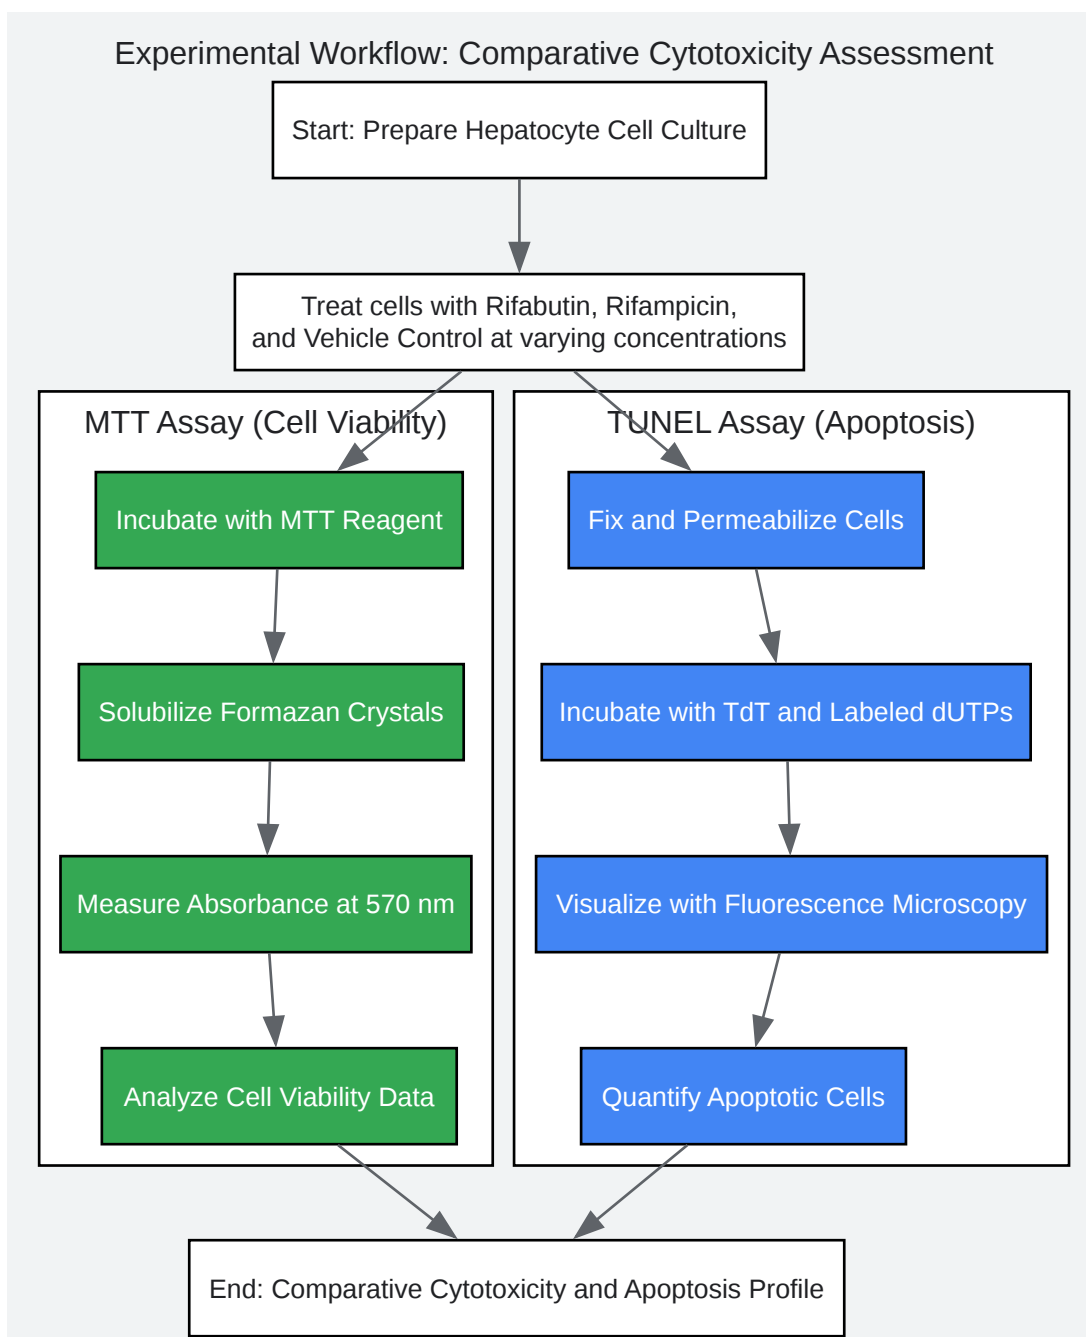 Experimental Workflow: Comparative Cytotoxicity Assessment
Start: Prepare Hepatocyte Cell Culture
Treat cells with Rifabutin, Rifampicin,
and Vehicle Control at varying concentrations
MTT Assay (Cell Viability)
Incubate with MTT Reagent
Solubilize Formazan Crystals
Measure Absorbance at 570 nm
Analyze Cell Viability Data
TUNEL Assay (Apoptosis)
Fix and Permeabilize Cells
Incubate with TdT and Labeled dUTPs
Visualize with Fluorescence Microscopy
Quantify Apoptotic Cells
End: Comparative Cytotoxicity and Apoptosis Profile